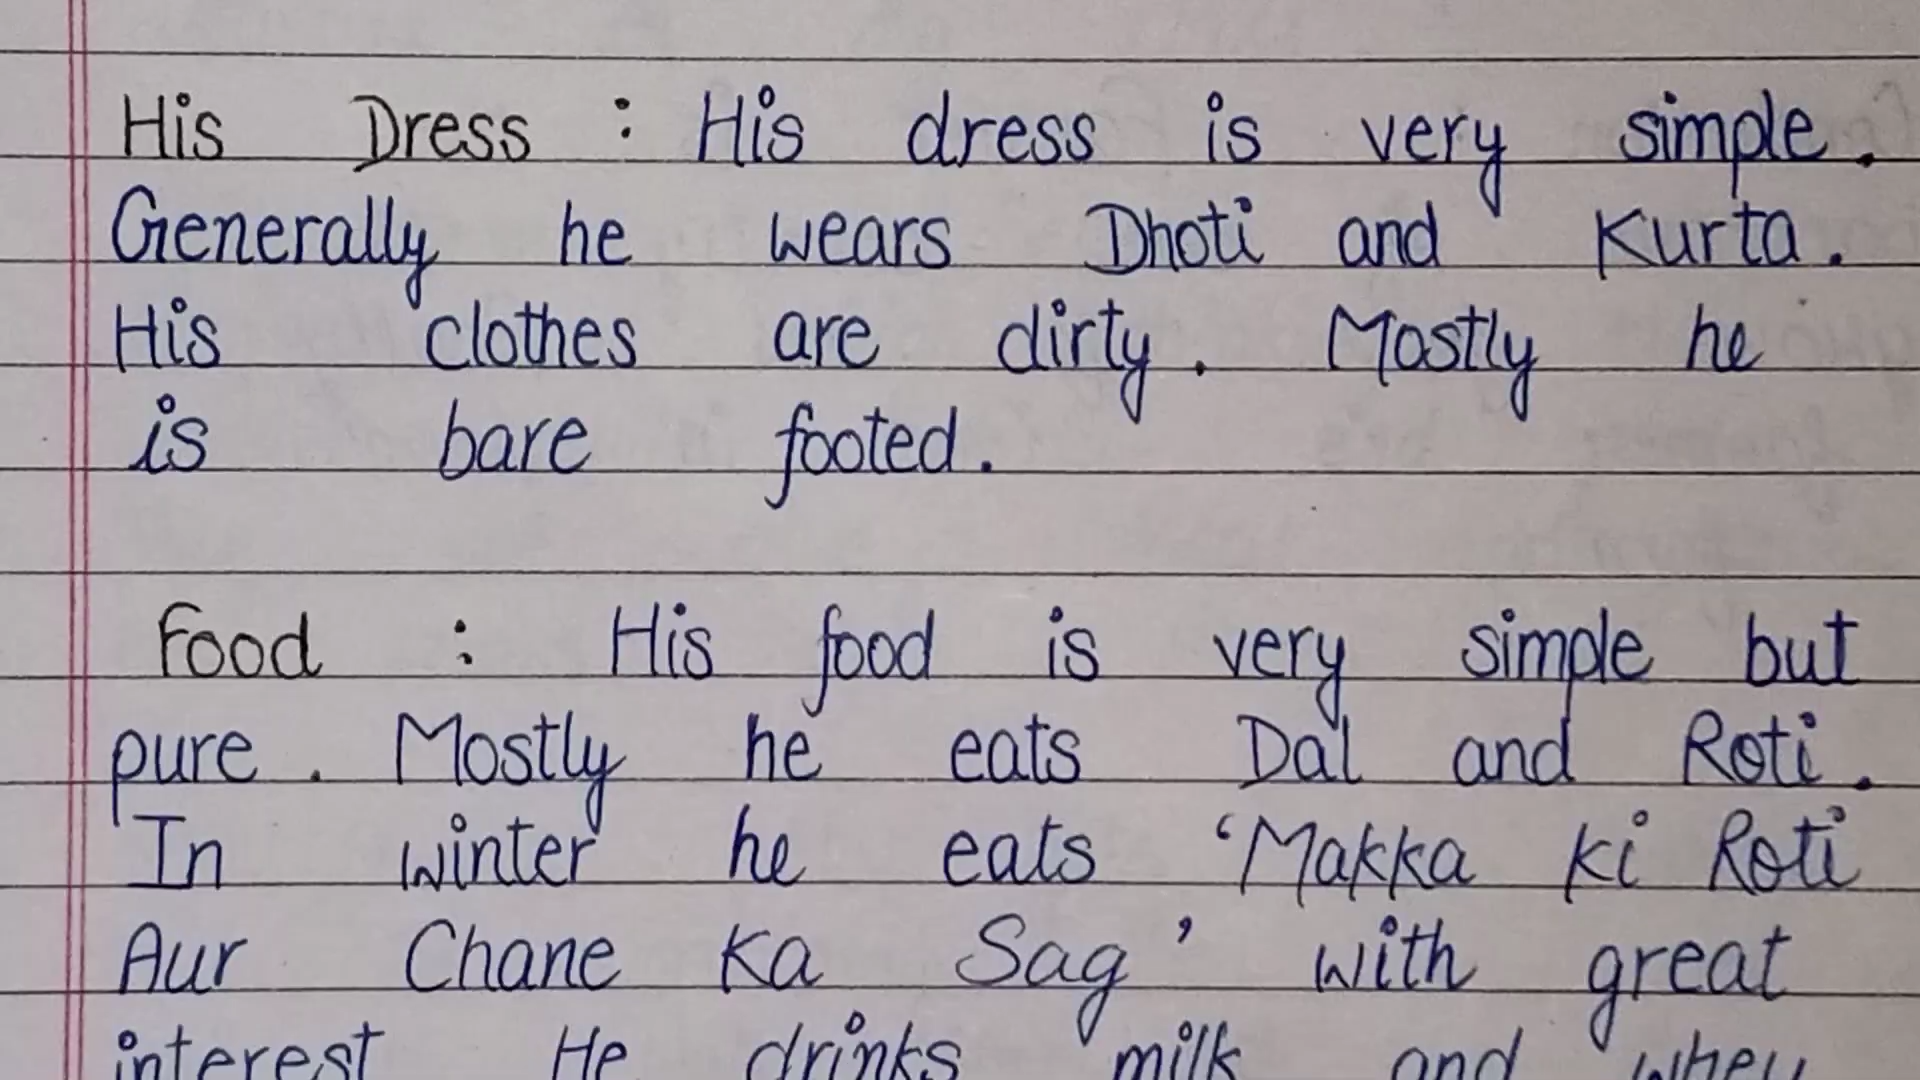 His Dress : His dress is very simple.
Generally he wears Dhoti and Kurta.
His clothes are dirty. Mostly he
is bare footed.
Food : His food is very simple but
pure. Mostly he eats Dal and Roti.
In winter he eats 'Makka ki Roti
Aur Chane Ka Sag' with great
interest He drinks milk and whey